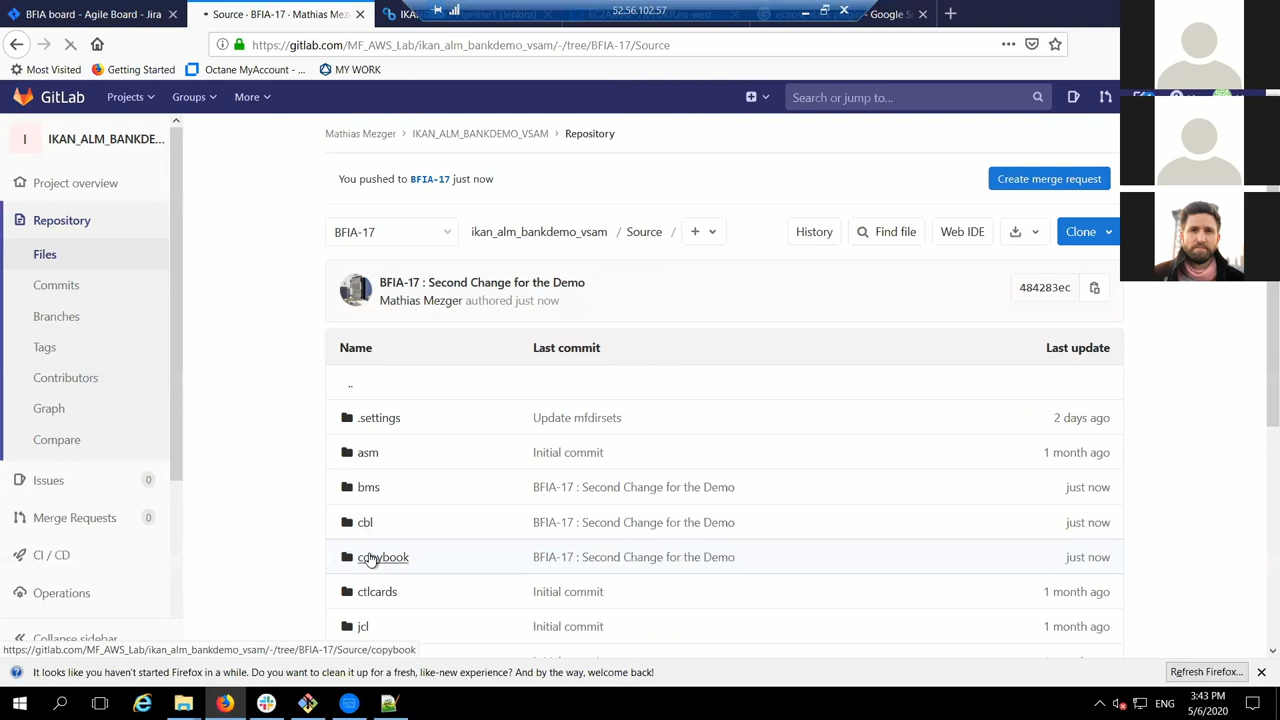 BFIA board - Agile Board - Jira
Source · BFIA-17 · Mathias Mez
52.56.102.57
https://gitlab.com/MF_AWS_Lab/ikan_alm_bankdemo_vsam/-/tree/BFIA-17/Source
Most Visited
Getting Started
Octane MyAccount - ...
MY WORK
GitLab
Projects
Groups
More
Search or jump to...
I
IKAN_ALM_BANKDE...
Project overview
Repository
Files
Commits
Branches
Tags
Contributors
Graph
Compare
Issues 0
Merge Requests 0
CI / CD
Operations
Collapse sidebar
Mathias Mezger > IKAN_ALM_BANKDEMO_VSAM > Repository
You pushed to BFIA-17 just now
Create merge request
BFIA-17
ikan_alm_bankdemo_vsam / Source /
+
History
Find file
Web IDE
Clone
BFIA-17 : Second Change for the Demo
Mathias Mezger authored just now
484283ec
Name Last commit Last update
..
.settings Update mfdirsets 2 days ago
asm Initial commit 1 month ago
bms BFIA-17 : Second Change for the Demo just now
cbl BFIA-17 : Second Change for the Demo just now
copybook BFIA-17 : Second Change for the Demo just now
ctlcards Initial commit 1 month ago
jcl Initial commit 1 month ago
https://gitlab.com/MF_AWS_Lab/ikan_alm_bankdemo_vsam/-/tree/BFIA-17/Source/copybook
It looks like you haven't started Firefox in a while. Do you want to clean it up for a fresh, like-new experience? And by the way, welcome back!
Refresh Firefox...
ENG
3:43 PM
5/6/2020